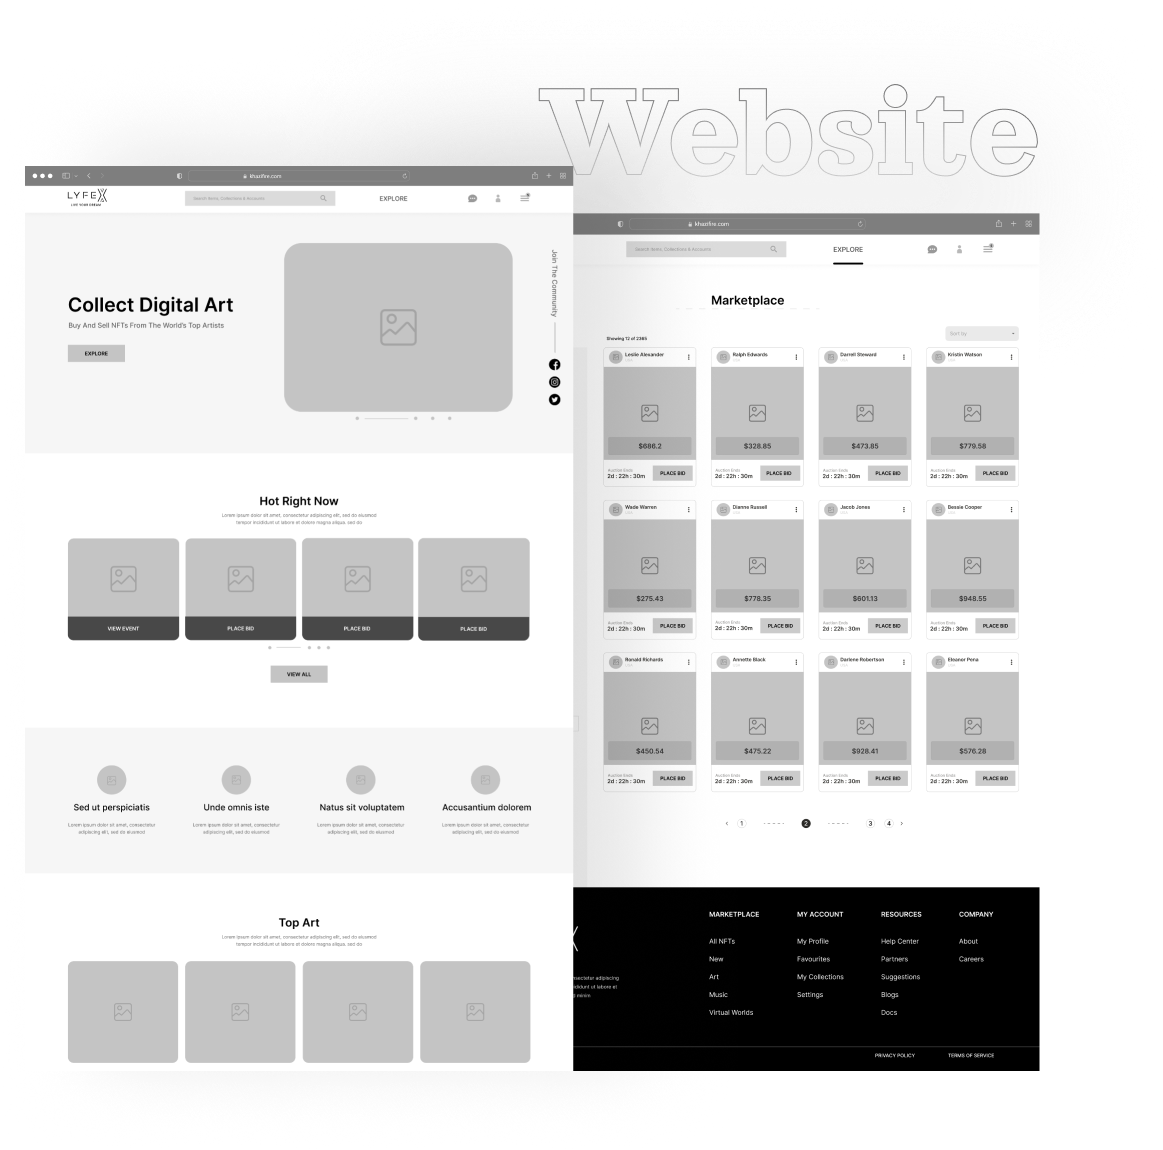 Website
khazifire.com
LYFEX
LIVE YOUR DREAM
Search Items, Collections & Accounts
EXPLORE
Collect Digital Art
Buy And Sell NFTs From The World's Top Artists
EXPLORE
Join The Community
Hot Right Now
Lorem ipsum dolor sit amet, consectetur adipiscing elit, sed do eiusmod
tempor incididunt ut labore et dolore magna aliqua. sed do
VIEW EVENT
PLACE BID
PLACE BID
PLACE BID
VIEW ALL
Sed ut perspiciatis
Lorem ipsum dolor sit amet, consectetur
adipiscing elit, sed do eiusmod
Unde omnis iste
Lorem ipsum dolor sit amet, consectetur
adipiscing elit, sed do eiusmod
Natus sit voluptatem
Lorem ipsum dolor sit amet, consectetur
adipiscing elit, sed do eiusmod
Accusantium dolorem
Lorem ipsum dolor sit amet, consectetur
adipiscing elit, sed do eiusmod
Top Art
Lorem ipsum dolor sit amet, consectetur adipiscing elit, sed do eiusmod
tempor incididunt ut labore et dolore magna aliqua. sed do
khazifire.com
Search Items, Collections & Accounts
EXPLORE
Marketplace
Showing 12 of 2365
Sort by
Leslie Alexander
$686.2
Auction Ends
2d : 22h : 30m
PLACE BID
Ralph Edwards
$328.85
Auction Ends
2d : 22h : 30m
PLACE BID
Darrell Steward
$473.85
Auction Ends
2d : 22h : 30m
PLACE BID
Kristin Watson
$779.58
Auction Ends
2d : 22h : 30m
PLACE BID
Wade Warren
$275.43
Auction Ends
2d : 22h : 30m
PLACE BID
Dianne Russell
$778.35
Auction Ends
2d : 22h : 30m
PLACE BID
Jacob Jones
$601.13
Auction Ends
2d : 22h : 30m
PLACE BID
Bessie Cooper
$948.55
Auction Ends
2d : 22h : 30m
PLACE BID
Ronald Richards
$450.54
Auction Ends
2d : 22h : 30m
PLACE BID
Annette Black
$475.22
Auction Ends
2d : 22h : 30m
PLACE BID
Darlene Robertson
$928.41
Auction Ends
2d : 22h : 30m
PLACE BID
Eleanor Pena
$576.28
Auction Ends
2d : 22h : 30m
PLACE BID
1 2 3 4
nsectetur adipiscing
ididunt ut labore et
d minim
MARKETPLACE
All NFTs
New
Art
Music
Virtual Worlds
MY ACCOUNT
My Profile
Favourites
My Collections
Settings
RESOURCES
Help Center
Partners
Suggestions
Blogs
Docs
COMPANY
About
Careers
PRIVACY POLICY
TERMS OF SERVICE